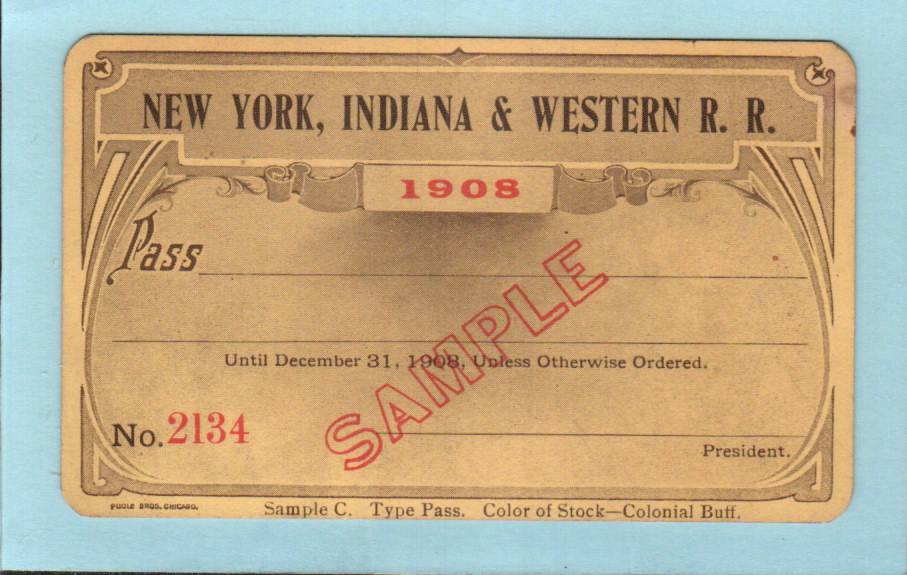 NEW YORK, INDIANA & WESTERN R. R.
1908
Pass
Until December 31, 1908, Unless Otherwise Ordered.
SAMPLE
No. 2134
President.
POOLE BROS. CHICAGO.
Sample C. Type Pass. Color of Stock—Colonial Buff.